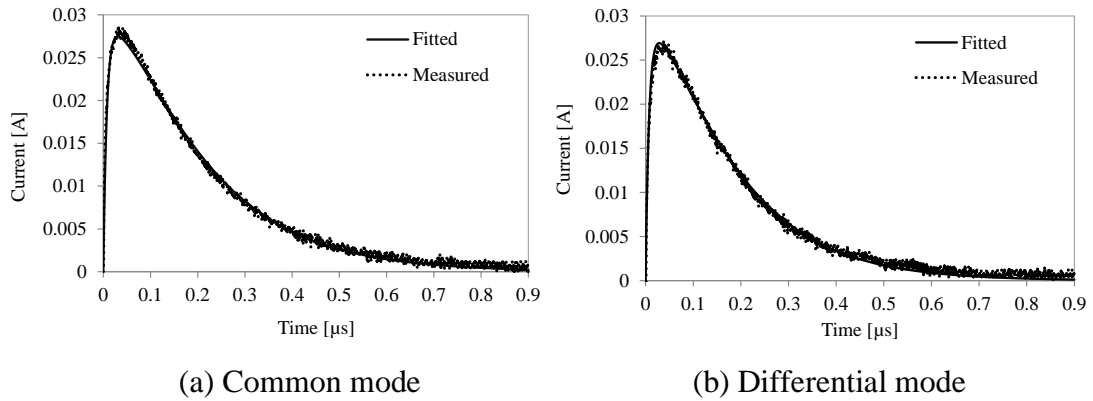 0.03
0.025
0.02
0.015
0.01
0.005
0
Current [A]
Fitted
Measured
0 0.1 0.2 0.3 0.4 0.5 0.6 0.7 0.8 0.9
Time [µs]
(a) Common mode
0.03
0.025
0.02
0.015
0.01
0.005
0
Current [A]
Fitted
Measured
0 0.1 0.2 0.3 0.4 0.5 0.6 0.7 0.8 0.9
Time [µs]
(b) Differential mode